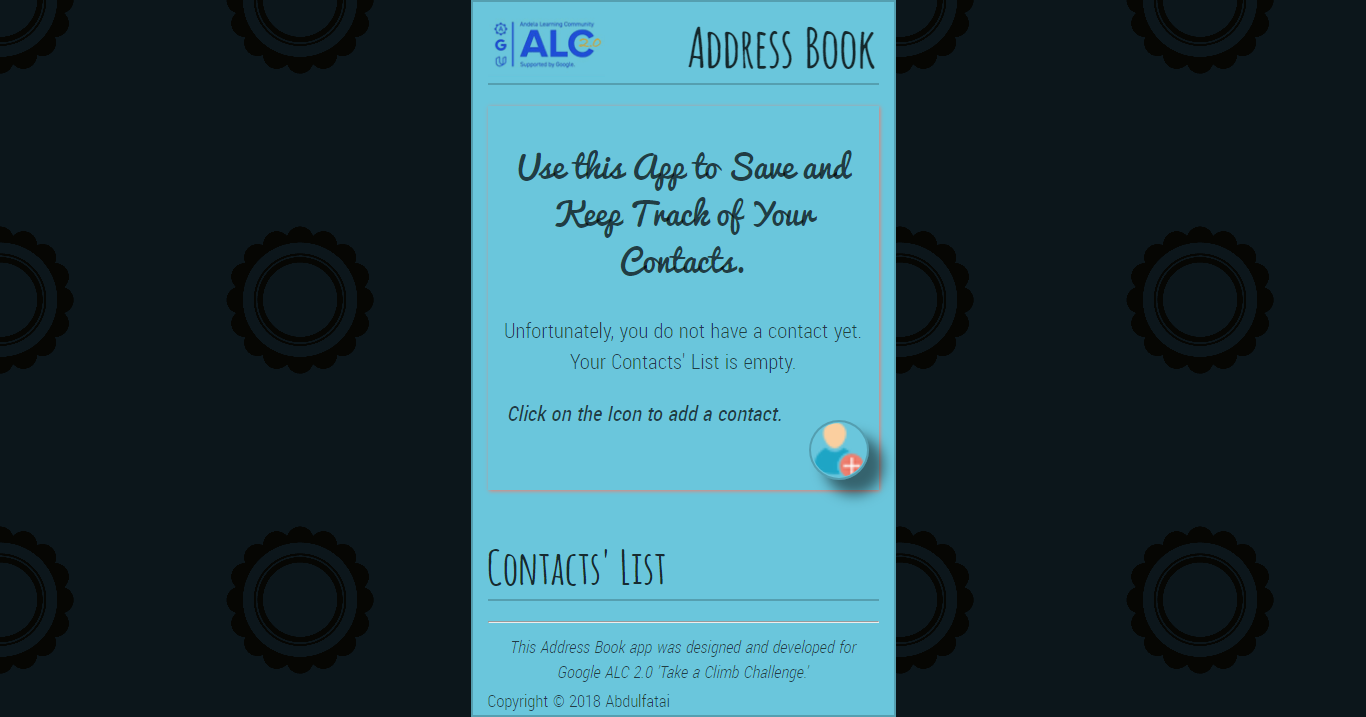 Andela Learning Community
A
G
ALC 2.0
U
Supported by Google.
Address Book
Use this App to Save and
Keep Track of Your
Contacts.
Unfortunately, you do not have a contact yet.
Your Contacts' List is empty.
Click on the Icon to add a contact.
Contacts' List
This Address Book app was designed and developed for
Google ALC 2.0 'Take a Climb Challenge.'
Copyright © 2018 Abdulfatai